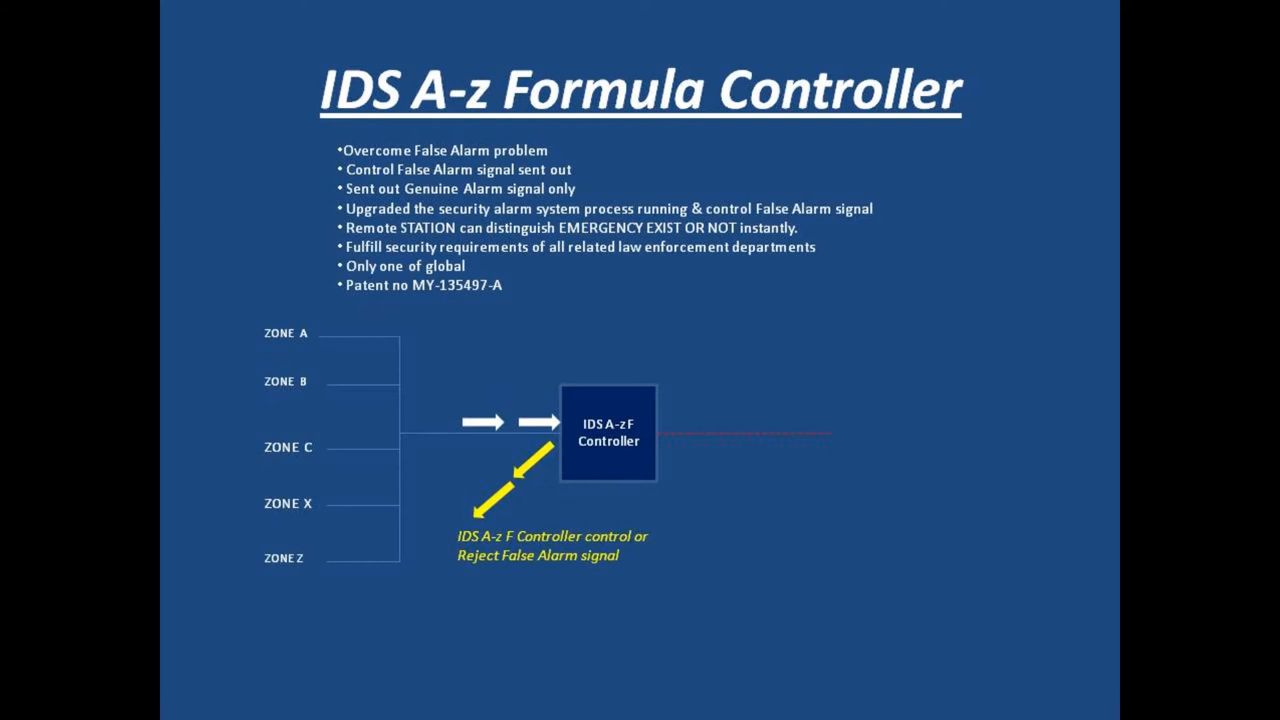 IDS A-z Formula Controller
•Overcome False Alarm problem
• Control False Alarm signal sent out
• Sent out Genuine Alarm signal only
• Upgraded the security alarm system process running & control False Alarm signal
• Remote STATION can distinguish EMERGENCY EXIST OR NOT instantly.
• Fulfill security requirements of all related law enforcement departments
• Only one of global
• Patent no MY-135497-A
ZONE A
ZONE B
ZONE C
ZONE X
ZONE Z
IDS A-z F
Controller
IDS A-z F Controller control or
Reject False Alarm signal